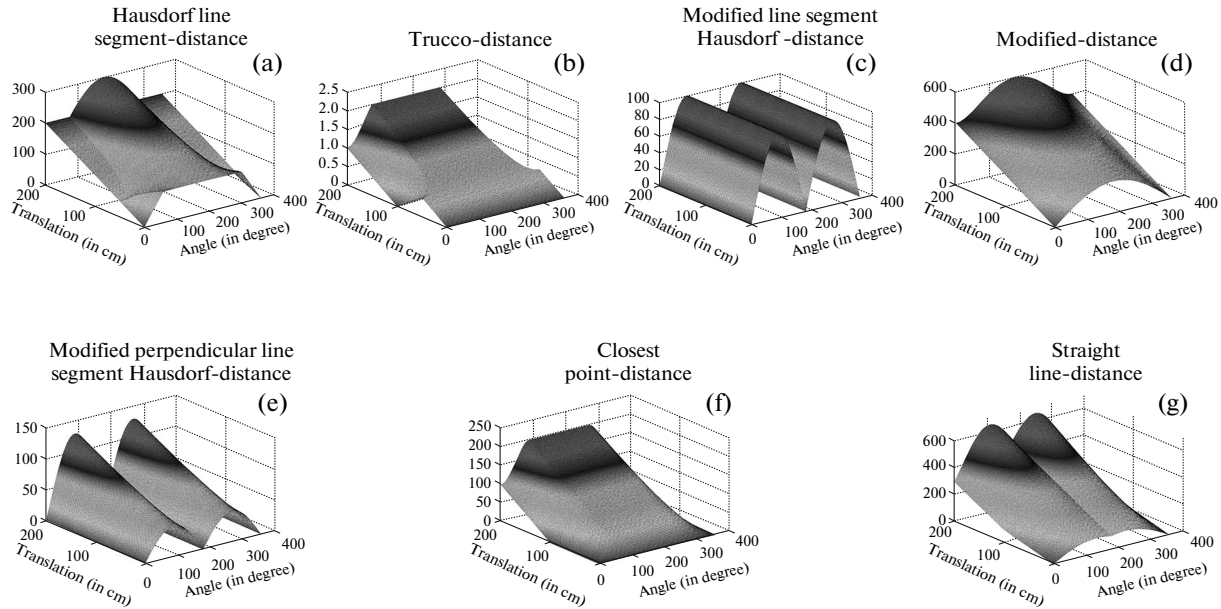 Hausdorf line
segment-distance
(a)
300
200
100
0
200
100
0
Translation (in cm)
100
200
300
400
Angle (in degree)
Trucco-distance
(b)
2.5
2.0
1.5
1.0
0.5
0
200
100
0
Translation (in cm)
100
200
300
400
Angle (in degree)
Modified line segment
Hausdorf -distance
(c)
100
80
60
40
20
0
200
100
0
Translation (in cm)
100
200
300
400
Angle (in degree)
Modified-distance
(d)
600
400
200
0
200
100
0
Translation (in cm)
100
200
300
400
Angle (in degree)
Modified perpendicular line
segment Hausdorf-distance
(e)
150
100
50
0
200
100
0
Translation (in cm)
100
200
300
400
Angle (in degree)
Closest
point-distance
(f)
250
200
150
100
50
0
200
100
0
Translation (in cm)
100
200
300
400
Angle (in degree)
Straight
line-distance
(g)
600
400
200
0
200
100
0
Translation (in cm)
100
200
300
400
Angle (in degree)